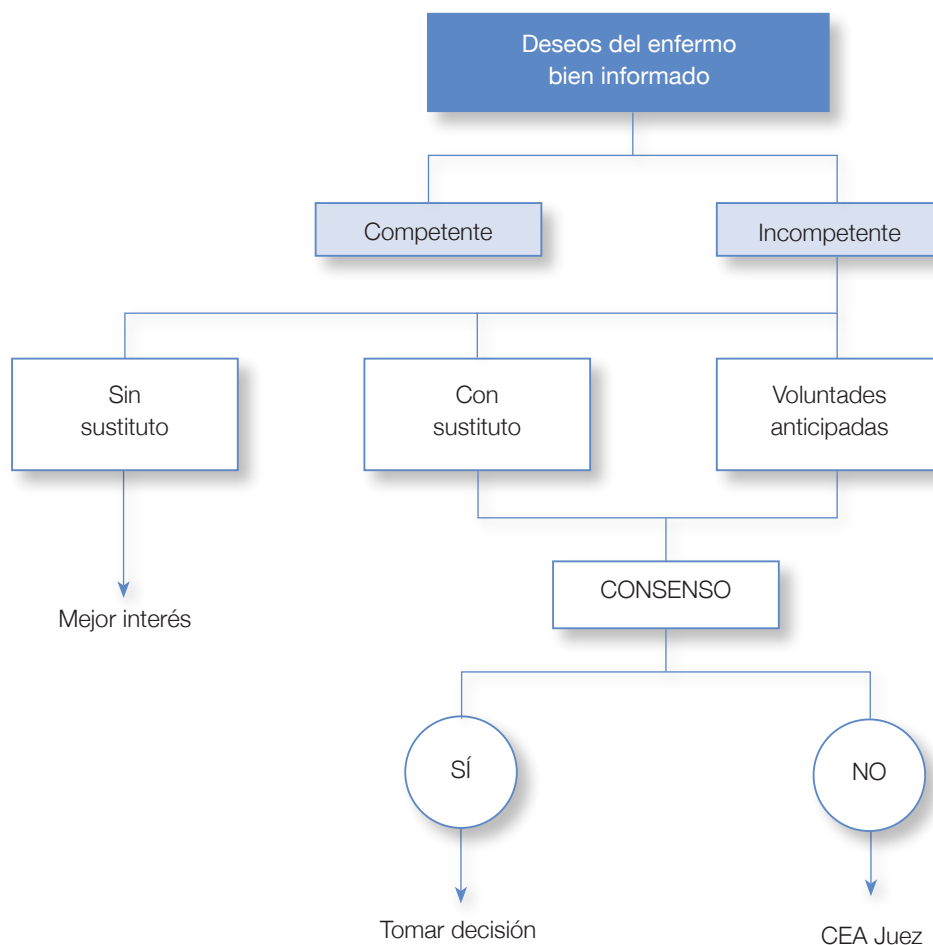 Deseos del enfermo
bien informado
Competente
Incompetente
Sin
sustituto
Con
sustituto
Voluntades
anticipadas
CONSENSO
Mejor interés
SÍ
NO
Tomar decisión
CEA Juez